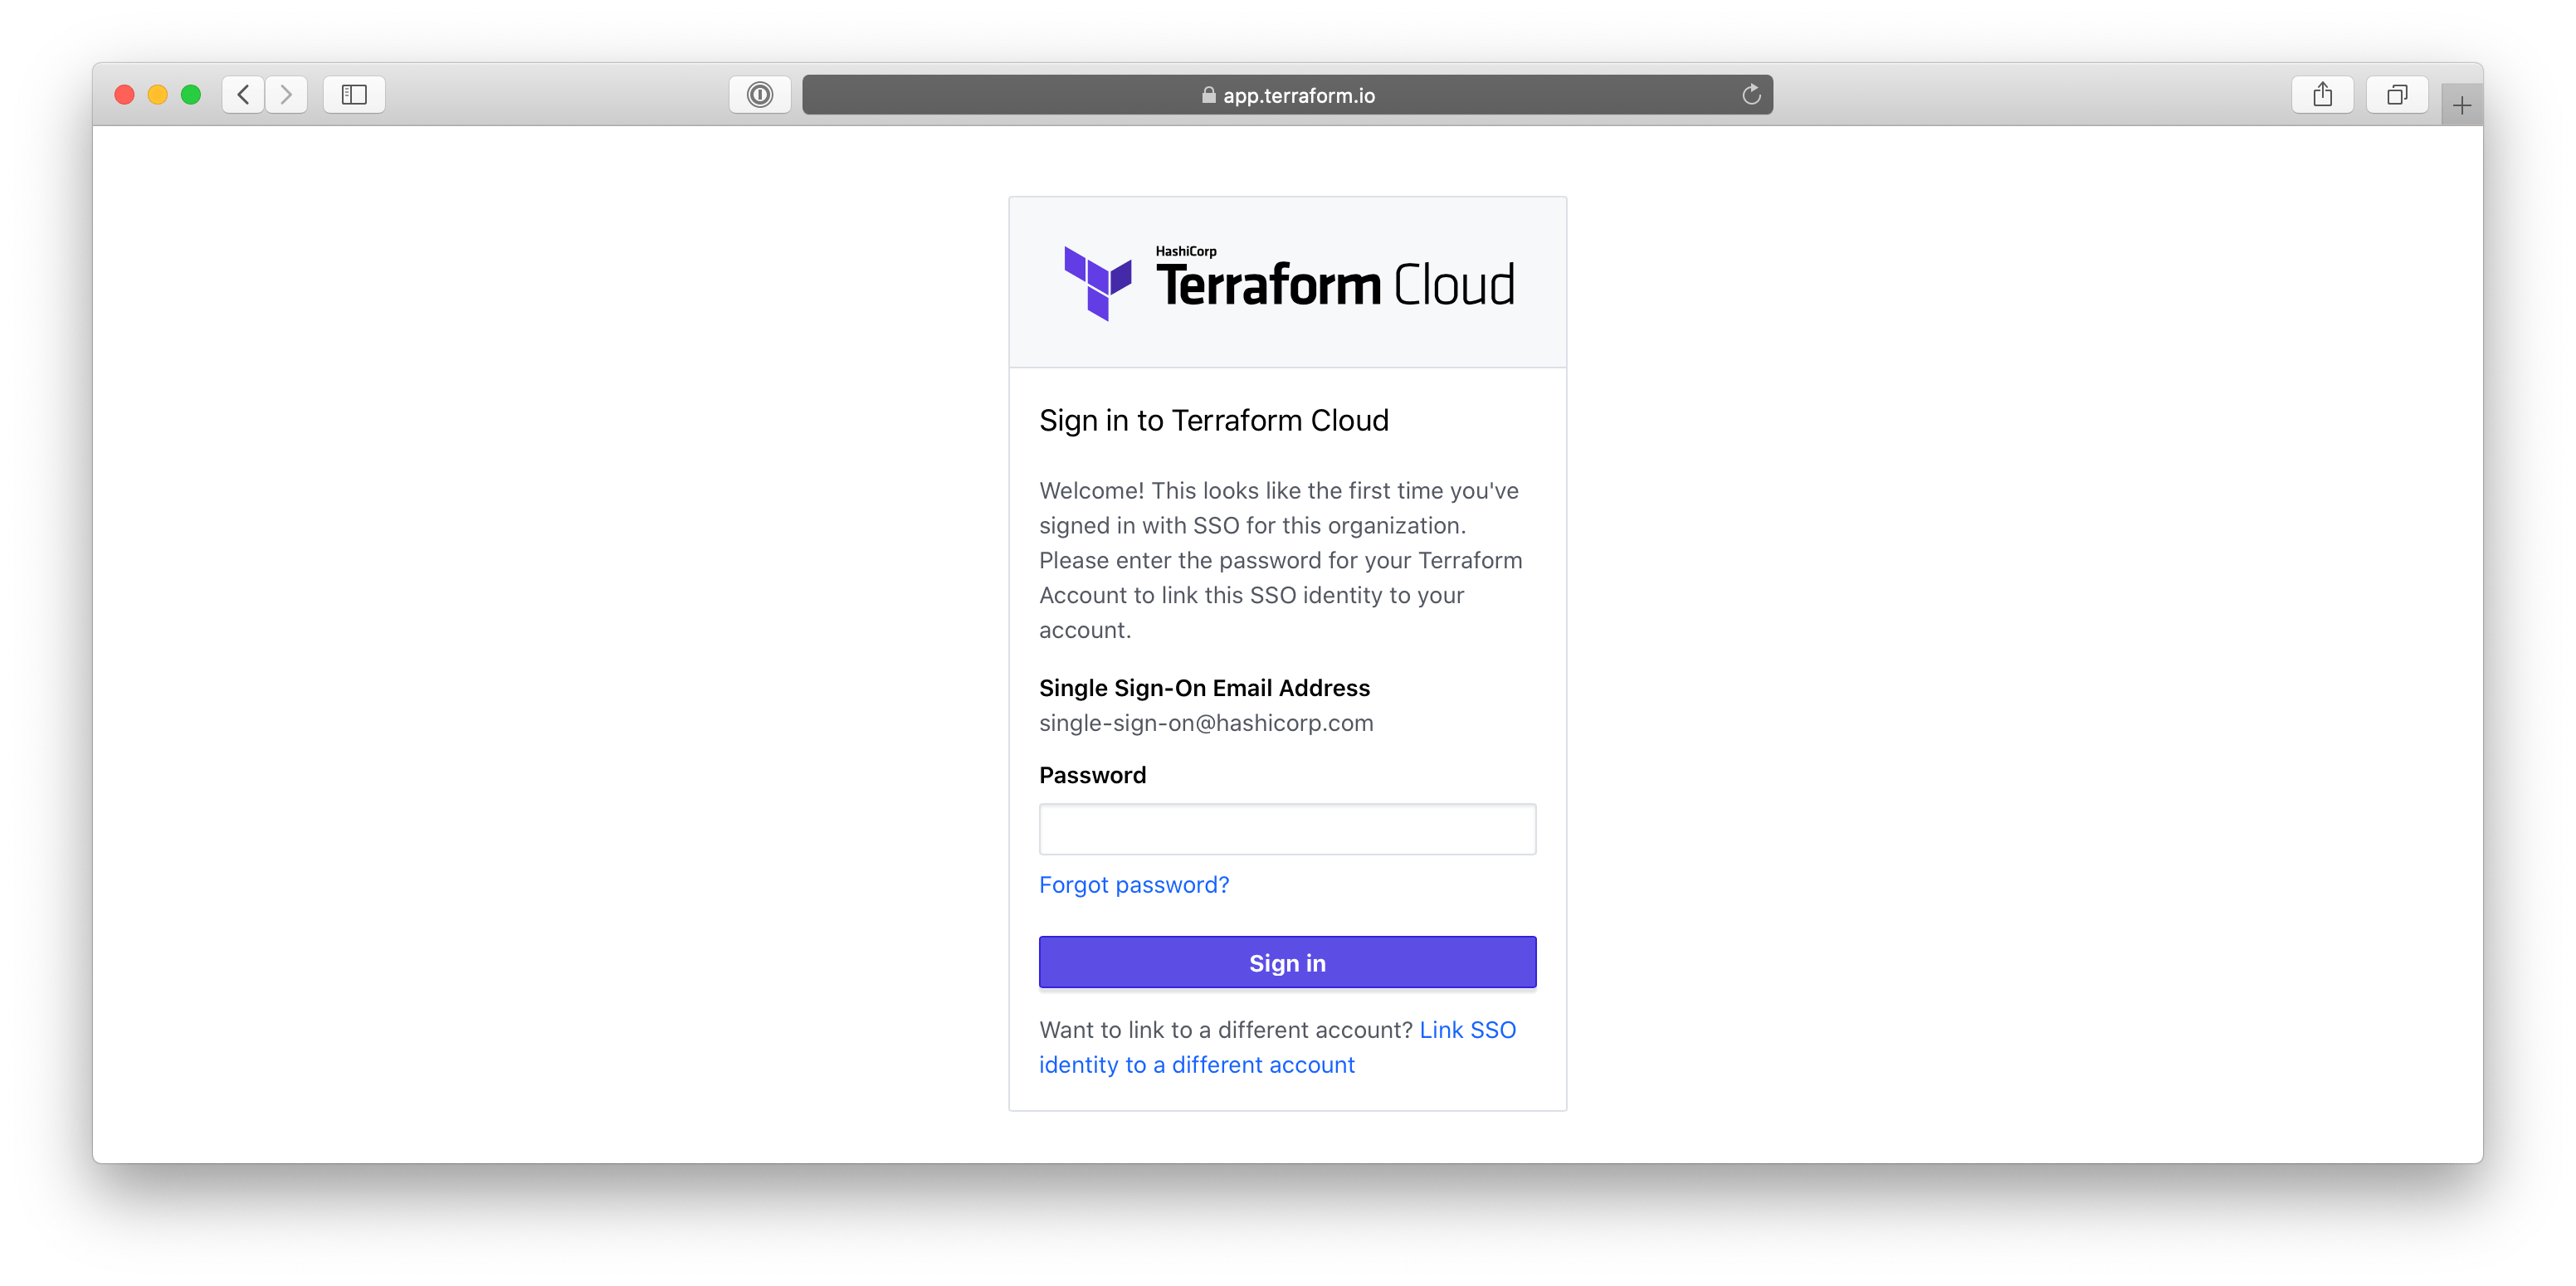 app.terraform.io
HashiCorp
Terraform Cloud
Sign in to Terraform Cloud
Welcome! This looks like the first time you've
signed in with SSO for this organization.
Please enter the password for your Terraform
Account to link this SSO identity to your
account.
Single Sign-On Email Address
single-sign-on@hashicorp.com
Password
Forgot password?
Sign in
Want to link to a different account? Link SSO
identity to a different account